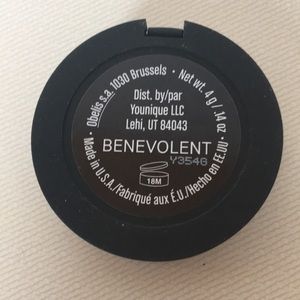 Obelis s.a. 1030 Brussels • Net wt. 4 g / .14 oz •
Dist. by/par
Younique LLC
Lehi, UT 84043
BENEVOLENT
Y3540
18M
Made in U.S.A./Fabriqué aux É.U./Hecho en EE.UU •